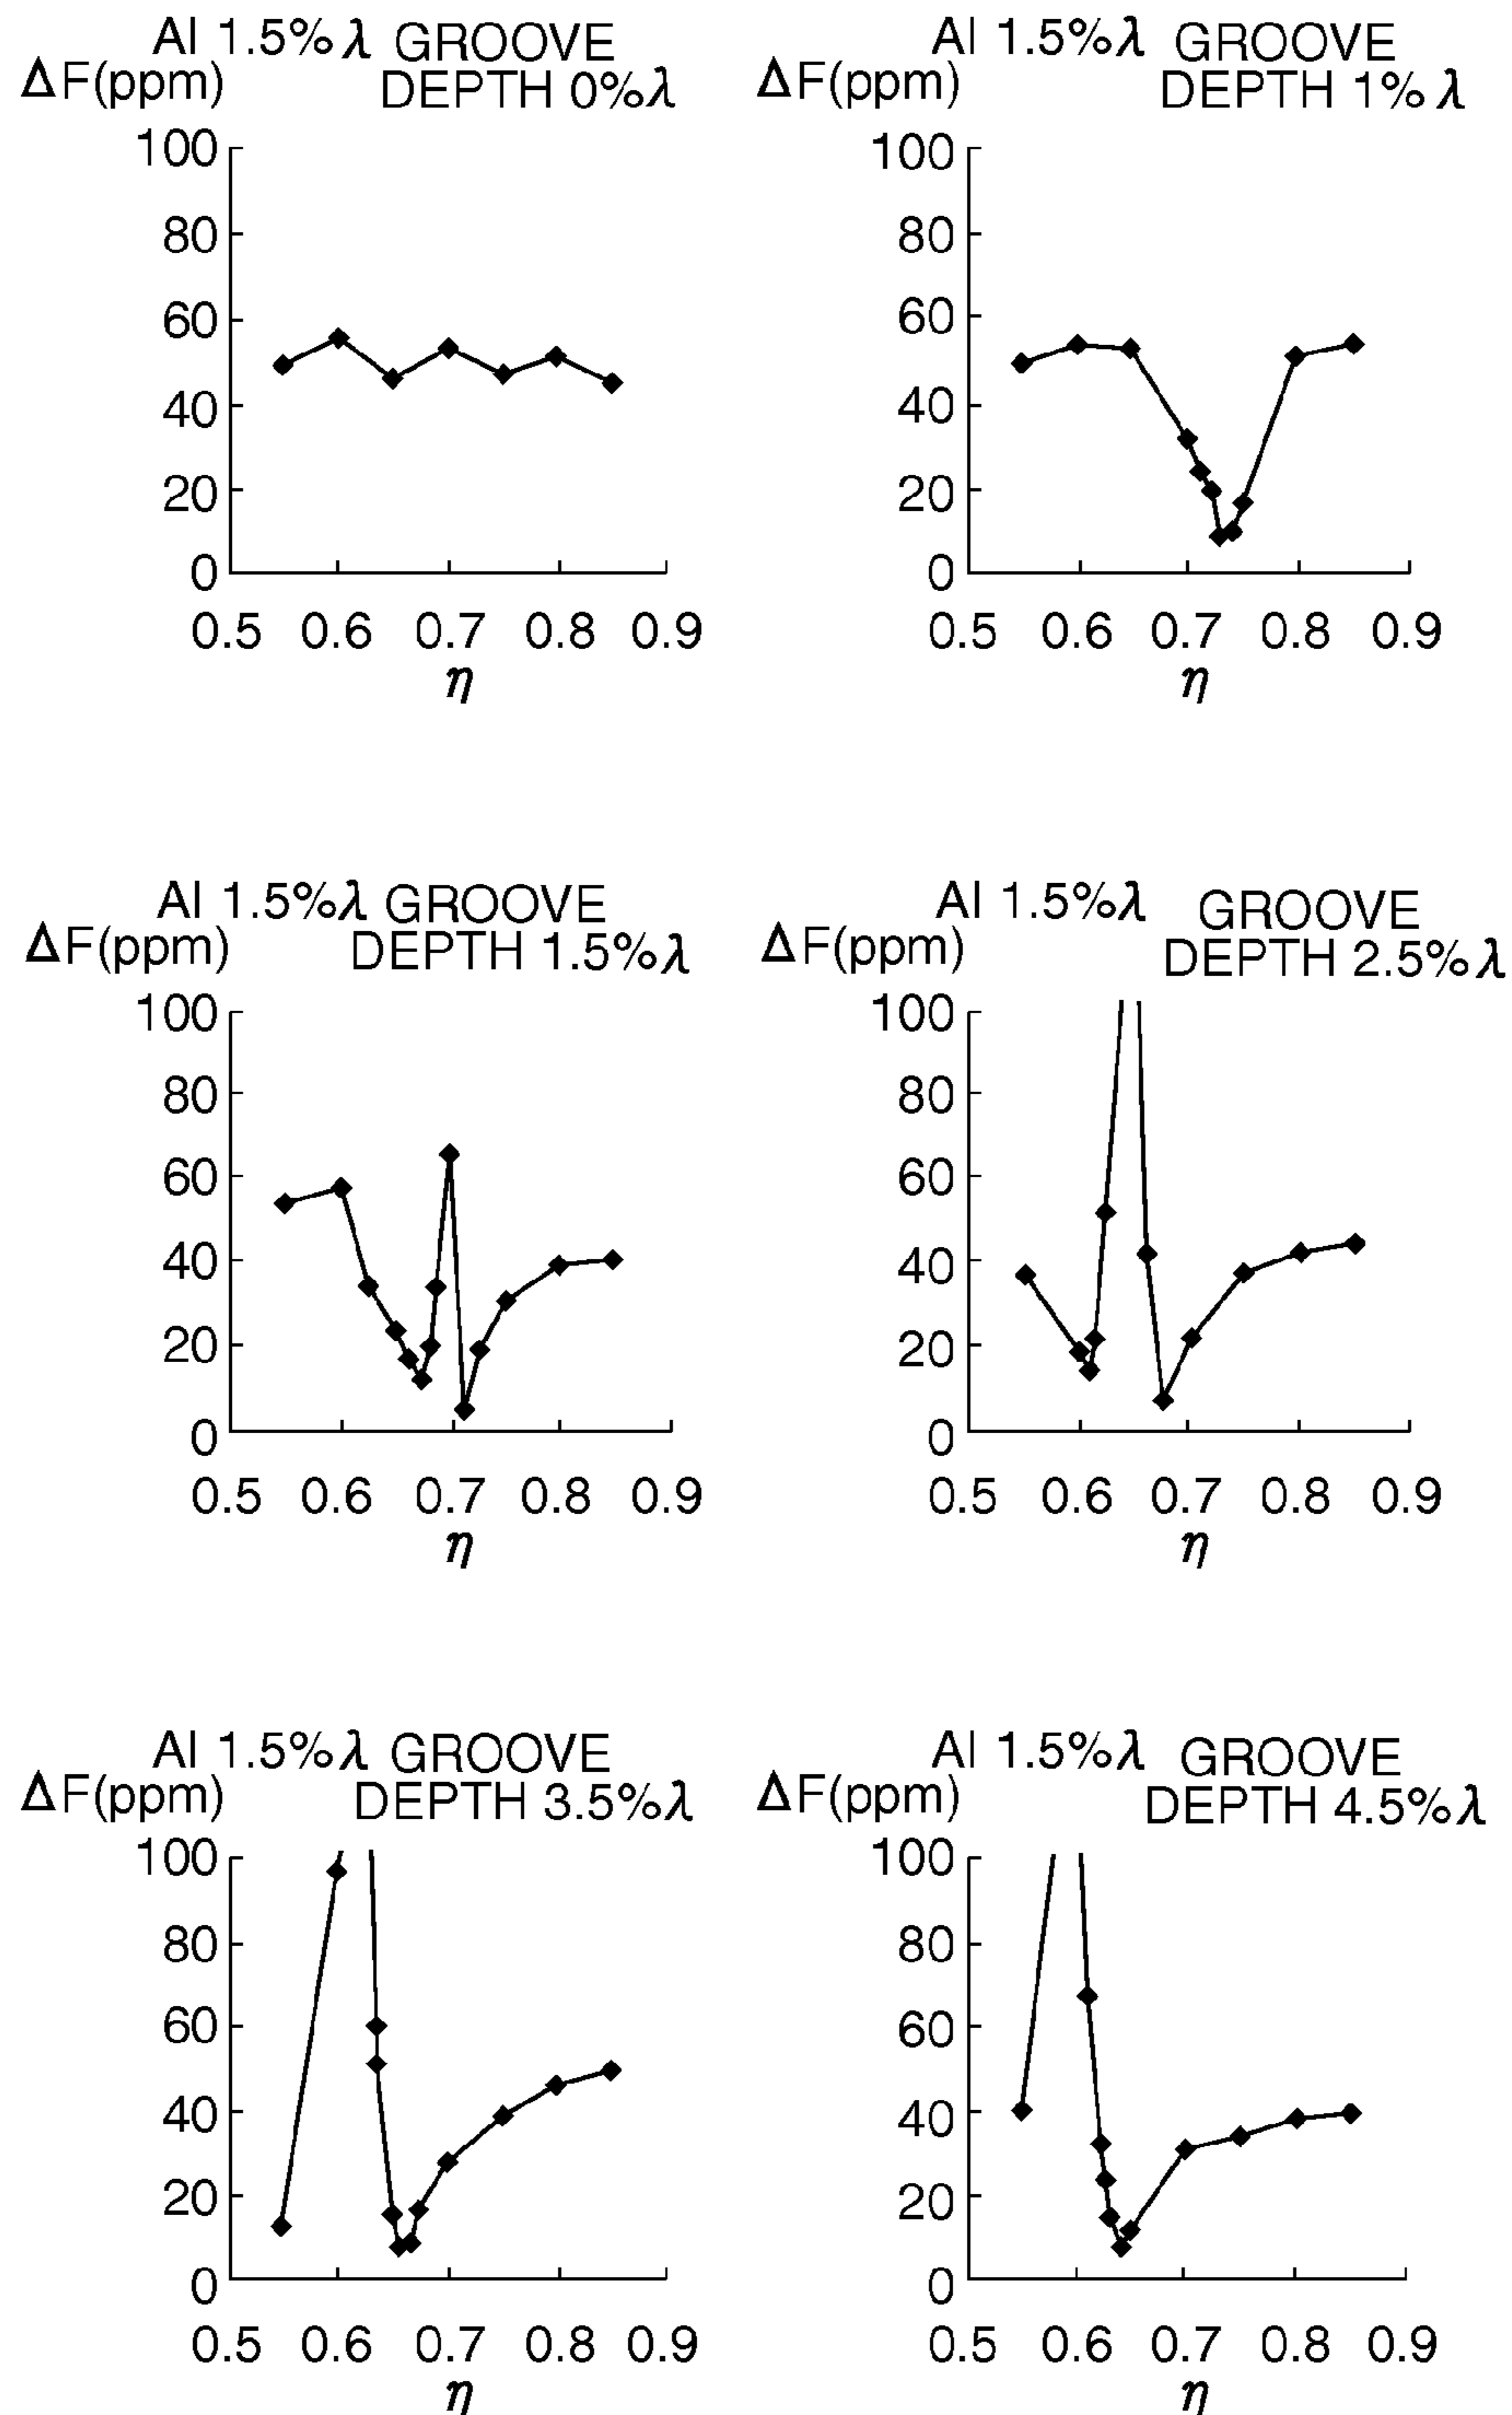 Al 1.5%λ GROOVE
ΔF(ppm) DEPTH 0%λ
100
80
60
40
20
0
0.5 0.6 0.7 0.8 0.9
η
Al 1.5%λ GROOVE
ΔF(ppm) DEPTH 1%λ
100
80
60
40
20
0
0.5 0.6 0.7 0.8 0.9
η
Al 1.5%λ GROOVE
ΔF(ppm) DEPTH 1.5%λ
100
80
60
40
20
0
0.5 0.6 0.7 0.8 0.9
η
Al 1.5%λ GROOVE
ΔF(ppm) DEPTH 2.5%λ
100
80
60
40
20
0
0.5 0.6 0.7 0.8 0.9
η
Al 1.5%λ GROOVE
ΔF(ppm) DEPTH 3.5%λ
100
80
60
40
20
0
0.5 0.6 0.7 0.8 0.9
η
Al 1.5%λ GROOVE
ΔF(ppm) DEPTH 4.5%λ
100
80
60
40
20
0
0.5 0.6 0.7 0.8 0.9
η